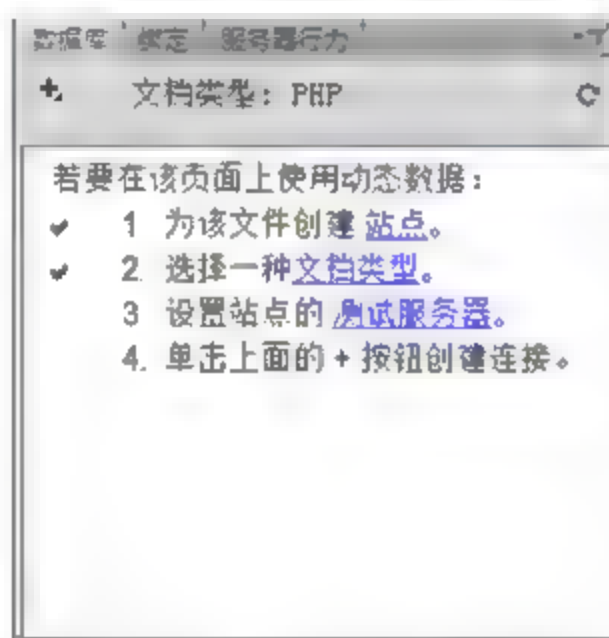 数据库 绑定 服务器行为
文档类型: PHP
若要在该页面上使用动态数据:
1 为该文件创建 站点。
2. 选择一种文档类型。
3 设置站点的 测试服务器。
4. 单击上面的 + 按钮创建连接。